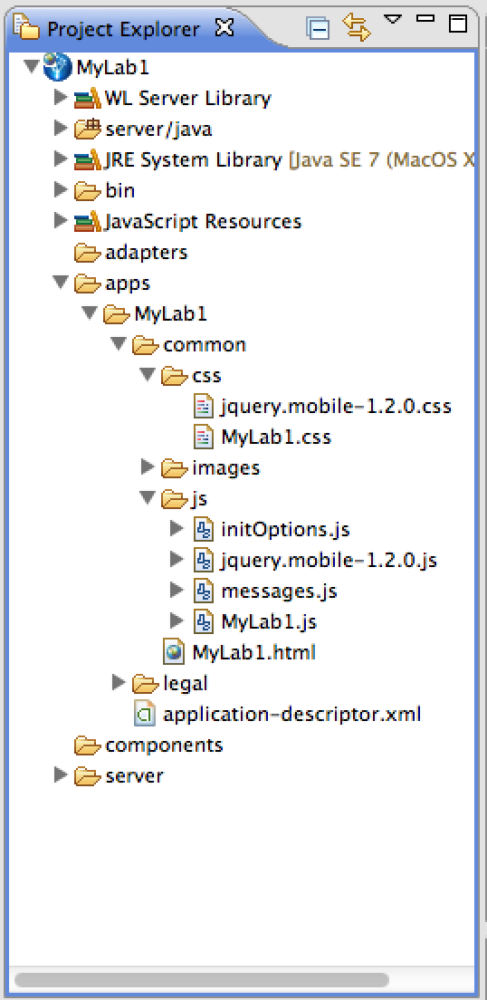 Project Explorer
MyLab1
WL Server Library
server/java
JRE System Library [Java SE 7 (MacOS X
bin
JavaScript Resources
adapters
apps
MyLab1
common
css
jquery.mobile-1.2.0.css
MyLab1.css
images
js
initOptions.js
jquery.mobile-1.2.0.js
messages.js
MyLab1.js
MyLab1.html
legal
application-descriptor.xml
components
server